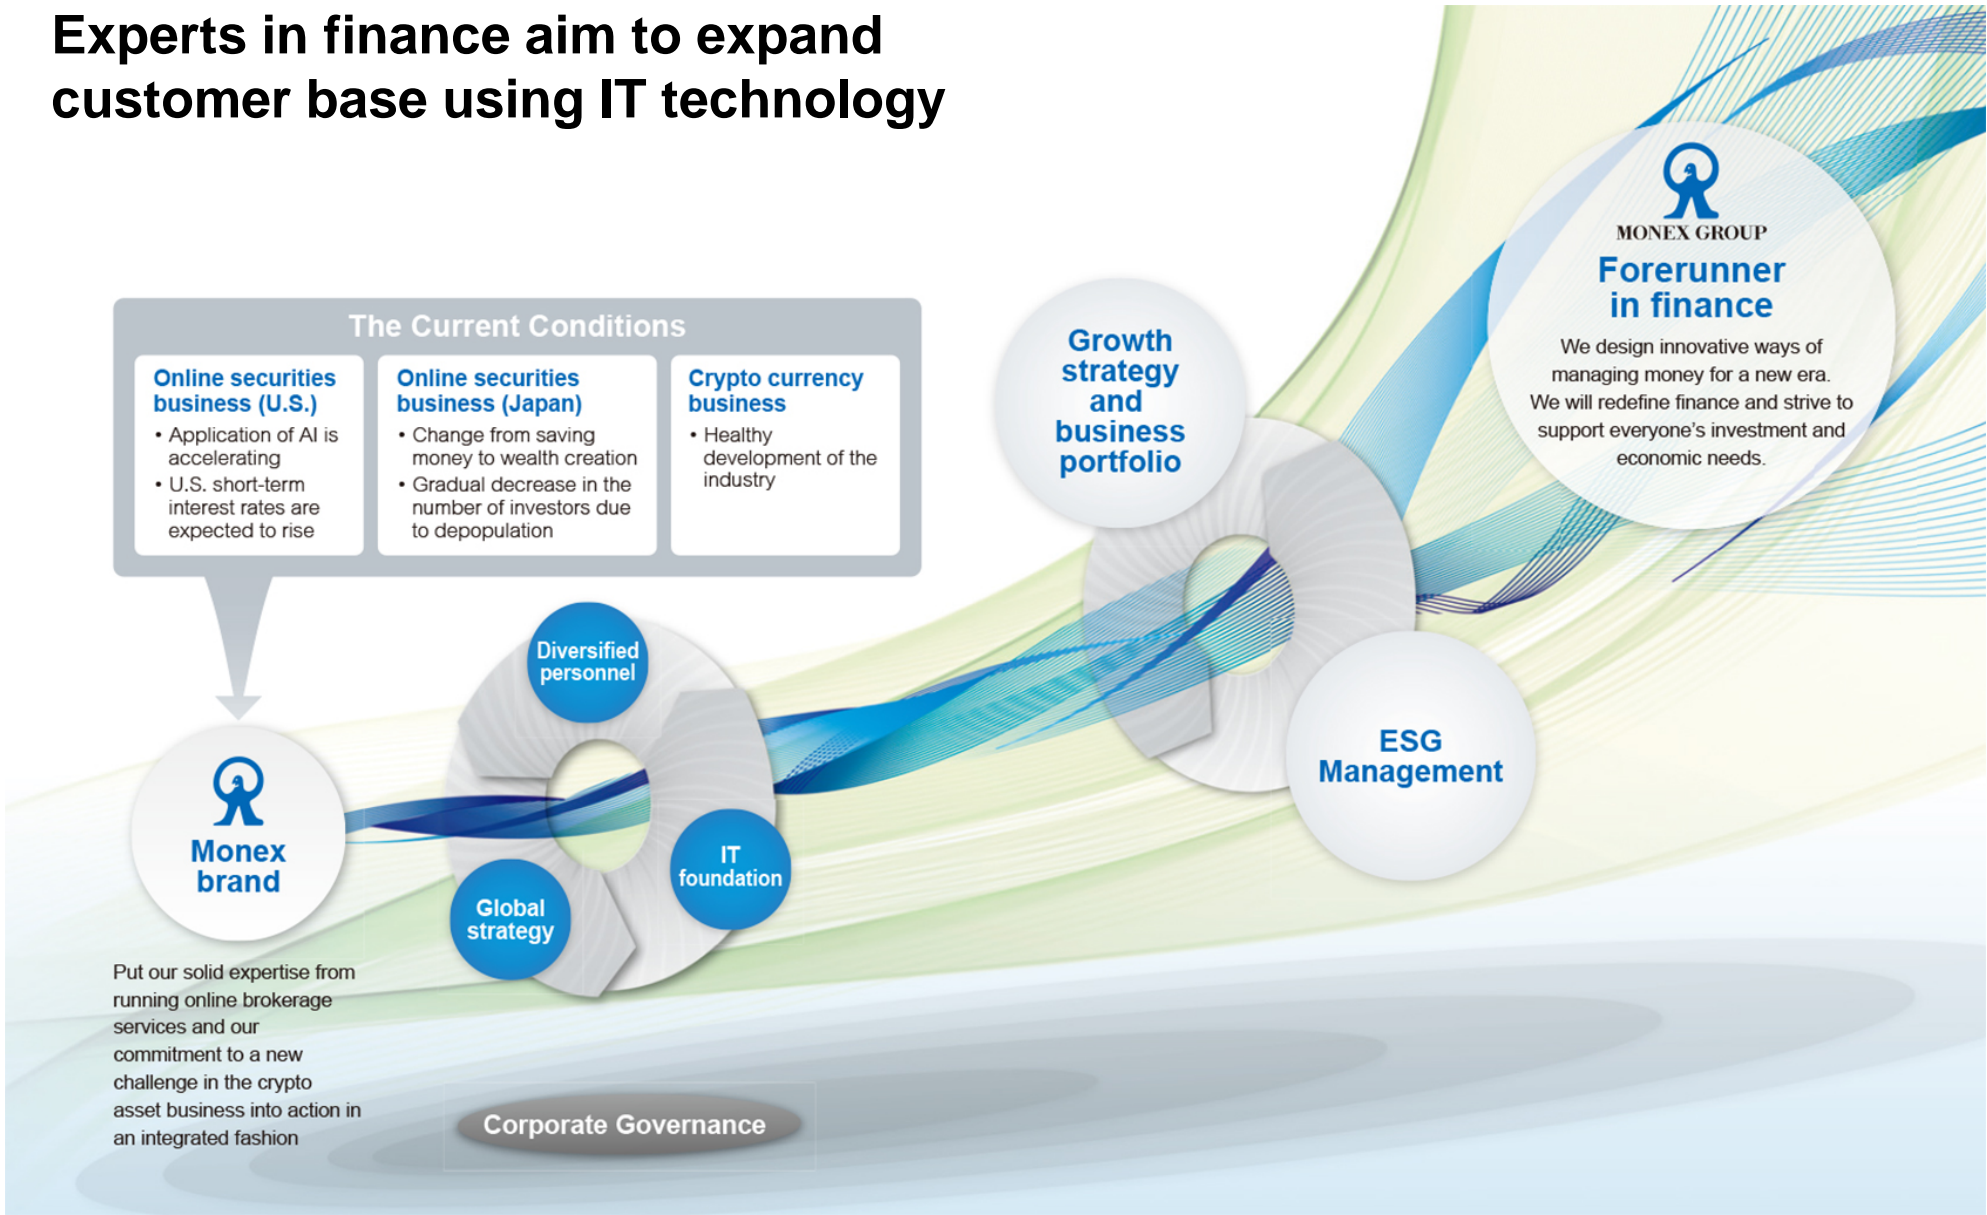 Experts in finance aim to expand
customer base using IT technology
The Current Conditions
Online securities
business (U.S.)
• Application of AI is
accelerating
• U.S. short-term
interest rates are
expected to rise
Online securities
business (Japan)
• Change from saving
money to wealth creation
• Gradual decrease in the
number of investors due
to depopulation
Crypto currency
business
• Healthy
development of the
industry
Monex
brand
Put our solid expertise from
running online brokerage
services and our
commitment to a new
challenge in the crypto
asset business into action in
an integrated fashion
Diversified
personnel
IT
foundation
Global
strategy
Corporate Governance
Growth
strategy
and
business
portfolio
ESG
Management
MONEX GROUP
Forerunner
in finance
We design innovative ways of
managing money for a new era.
We will redefine finance and strive to
support everyone's investment and
economic needs.